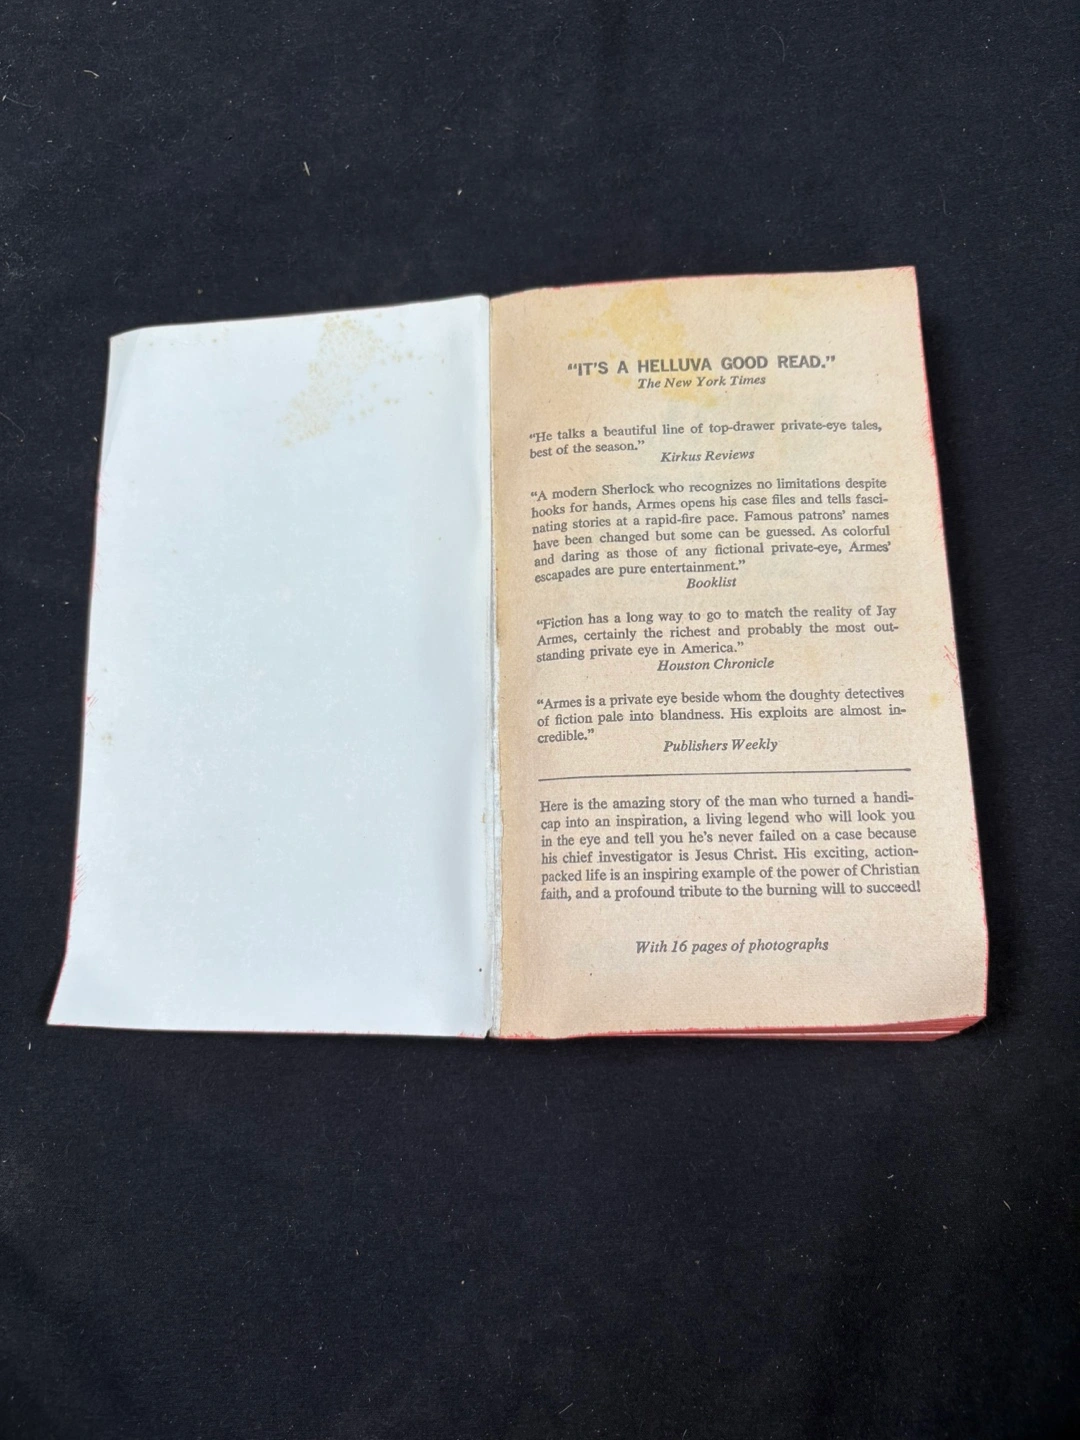 “IT’S A HELLUVA GOOD READ.”
The New York Times
“He talks a beautiful line of top-drawer private-eye tales,
best of the season.”
Kirkus Reviews
“A modern Sherlock who recognizes no limitations despite
hooks for hands, Armes opens his case files and tells fasci-
nating stories at a rapid-fire pace. Famous patrons’ names
have been changed but some can be guessed. As colorful
and daring as those of any fictional private-eye, Armes’
escapades are pure entertainment.”
Booklist
“Fiction has a long way to go to match the reality of Jay
Armes, certainly the richest and probably the most out-
standing private eye in America.”
Houston Chronicle
“Armes is a private eye beside whom the doughty detectives
of fiction pale into blandness. His exploits are almost in-
credible.”
Publishers Weekly
Here is the amazing story of the man who turned a handi-
cap into an inspiration, a living legend who will look you
in the eye and tell you he’s never failed on a case because
his chief investigator is Jesus Christ. His exciting, action-
packed life is an inspiring example of the power of Christian
faith, and a profound tribute to the burning will to succeed!
With 16 pages of photographs